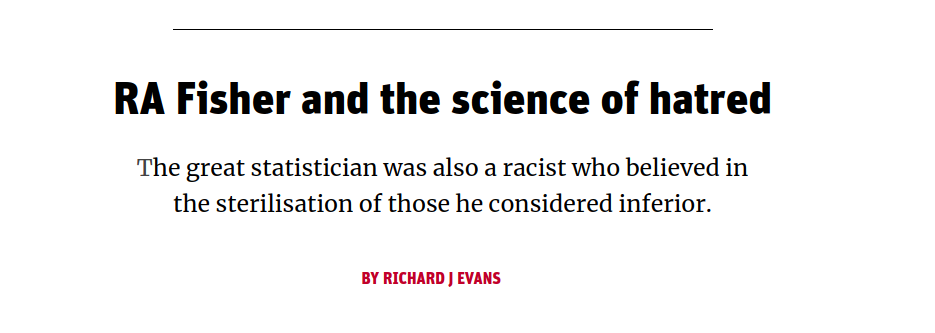 RA Fisher and the science of hatred
The great statistician was also a racist who believed in
the sterilisation of those he considered inferior.
BY RICHARD J EVANS